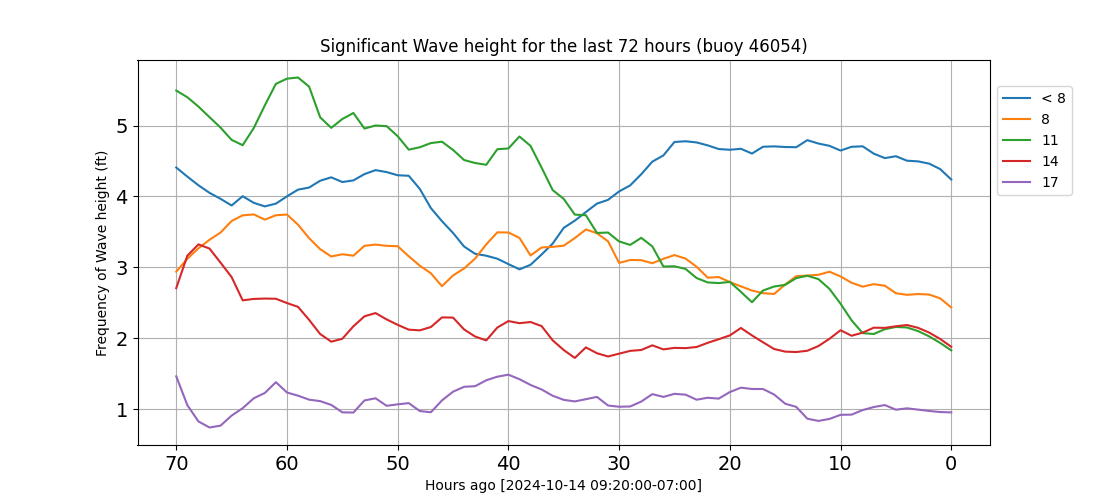 Significant Wave height for the last 72 hours (buoy 46054)
Frequency of Wave height (ft)
5
4
3
2
1
70 60 50 40 30 20 10 0
Hours ago [2024-10-14 09:20:00-07:00]
< 8
8
11
14
17